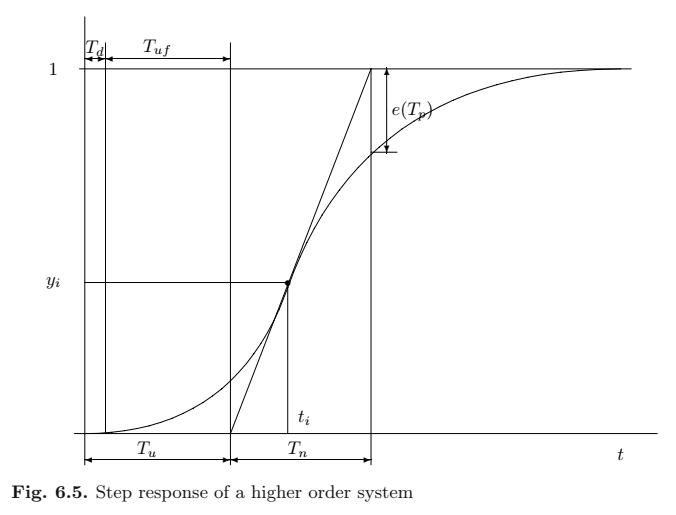 T_d
T_uf
1
e(T_p)
y_i
t_i
T_u
T_n
t
Fig. 6.5. Step response of a higher order system